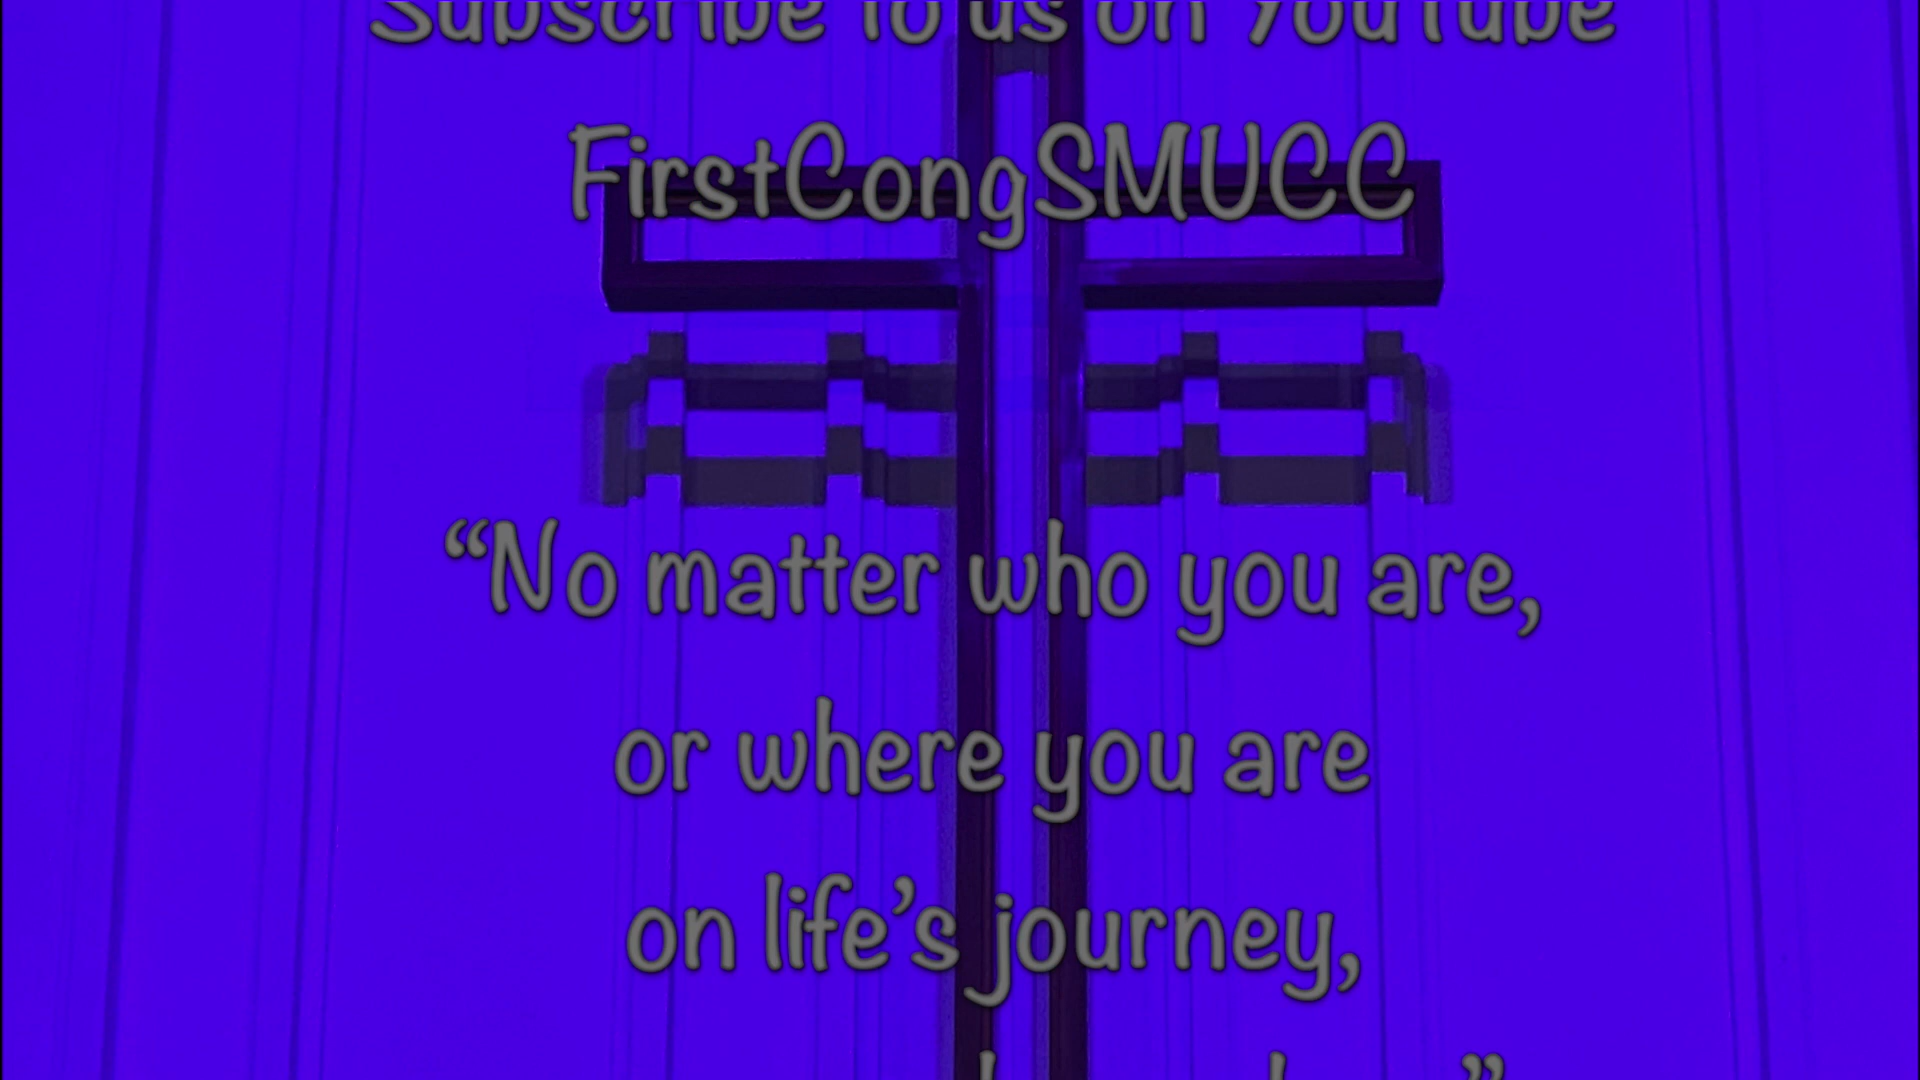 Subscribe to us on YouTube
FirstCongSMUCC
“No matter who you are,
or where you are
on life’s journey,